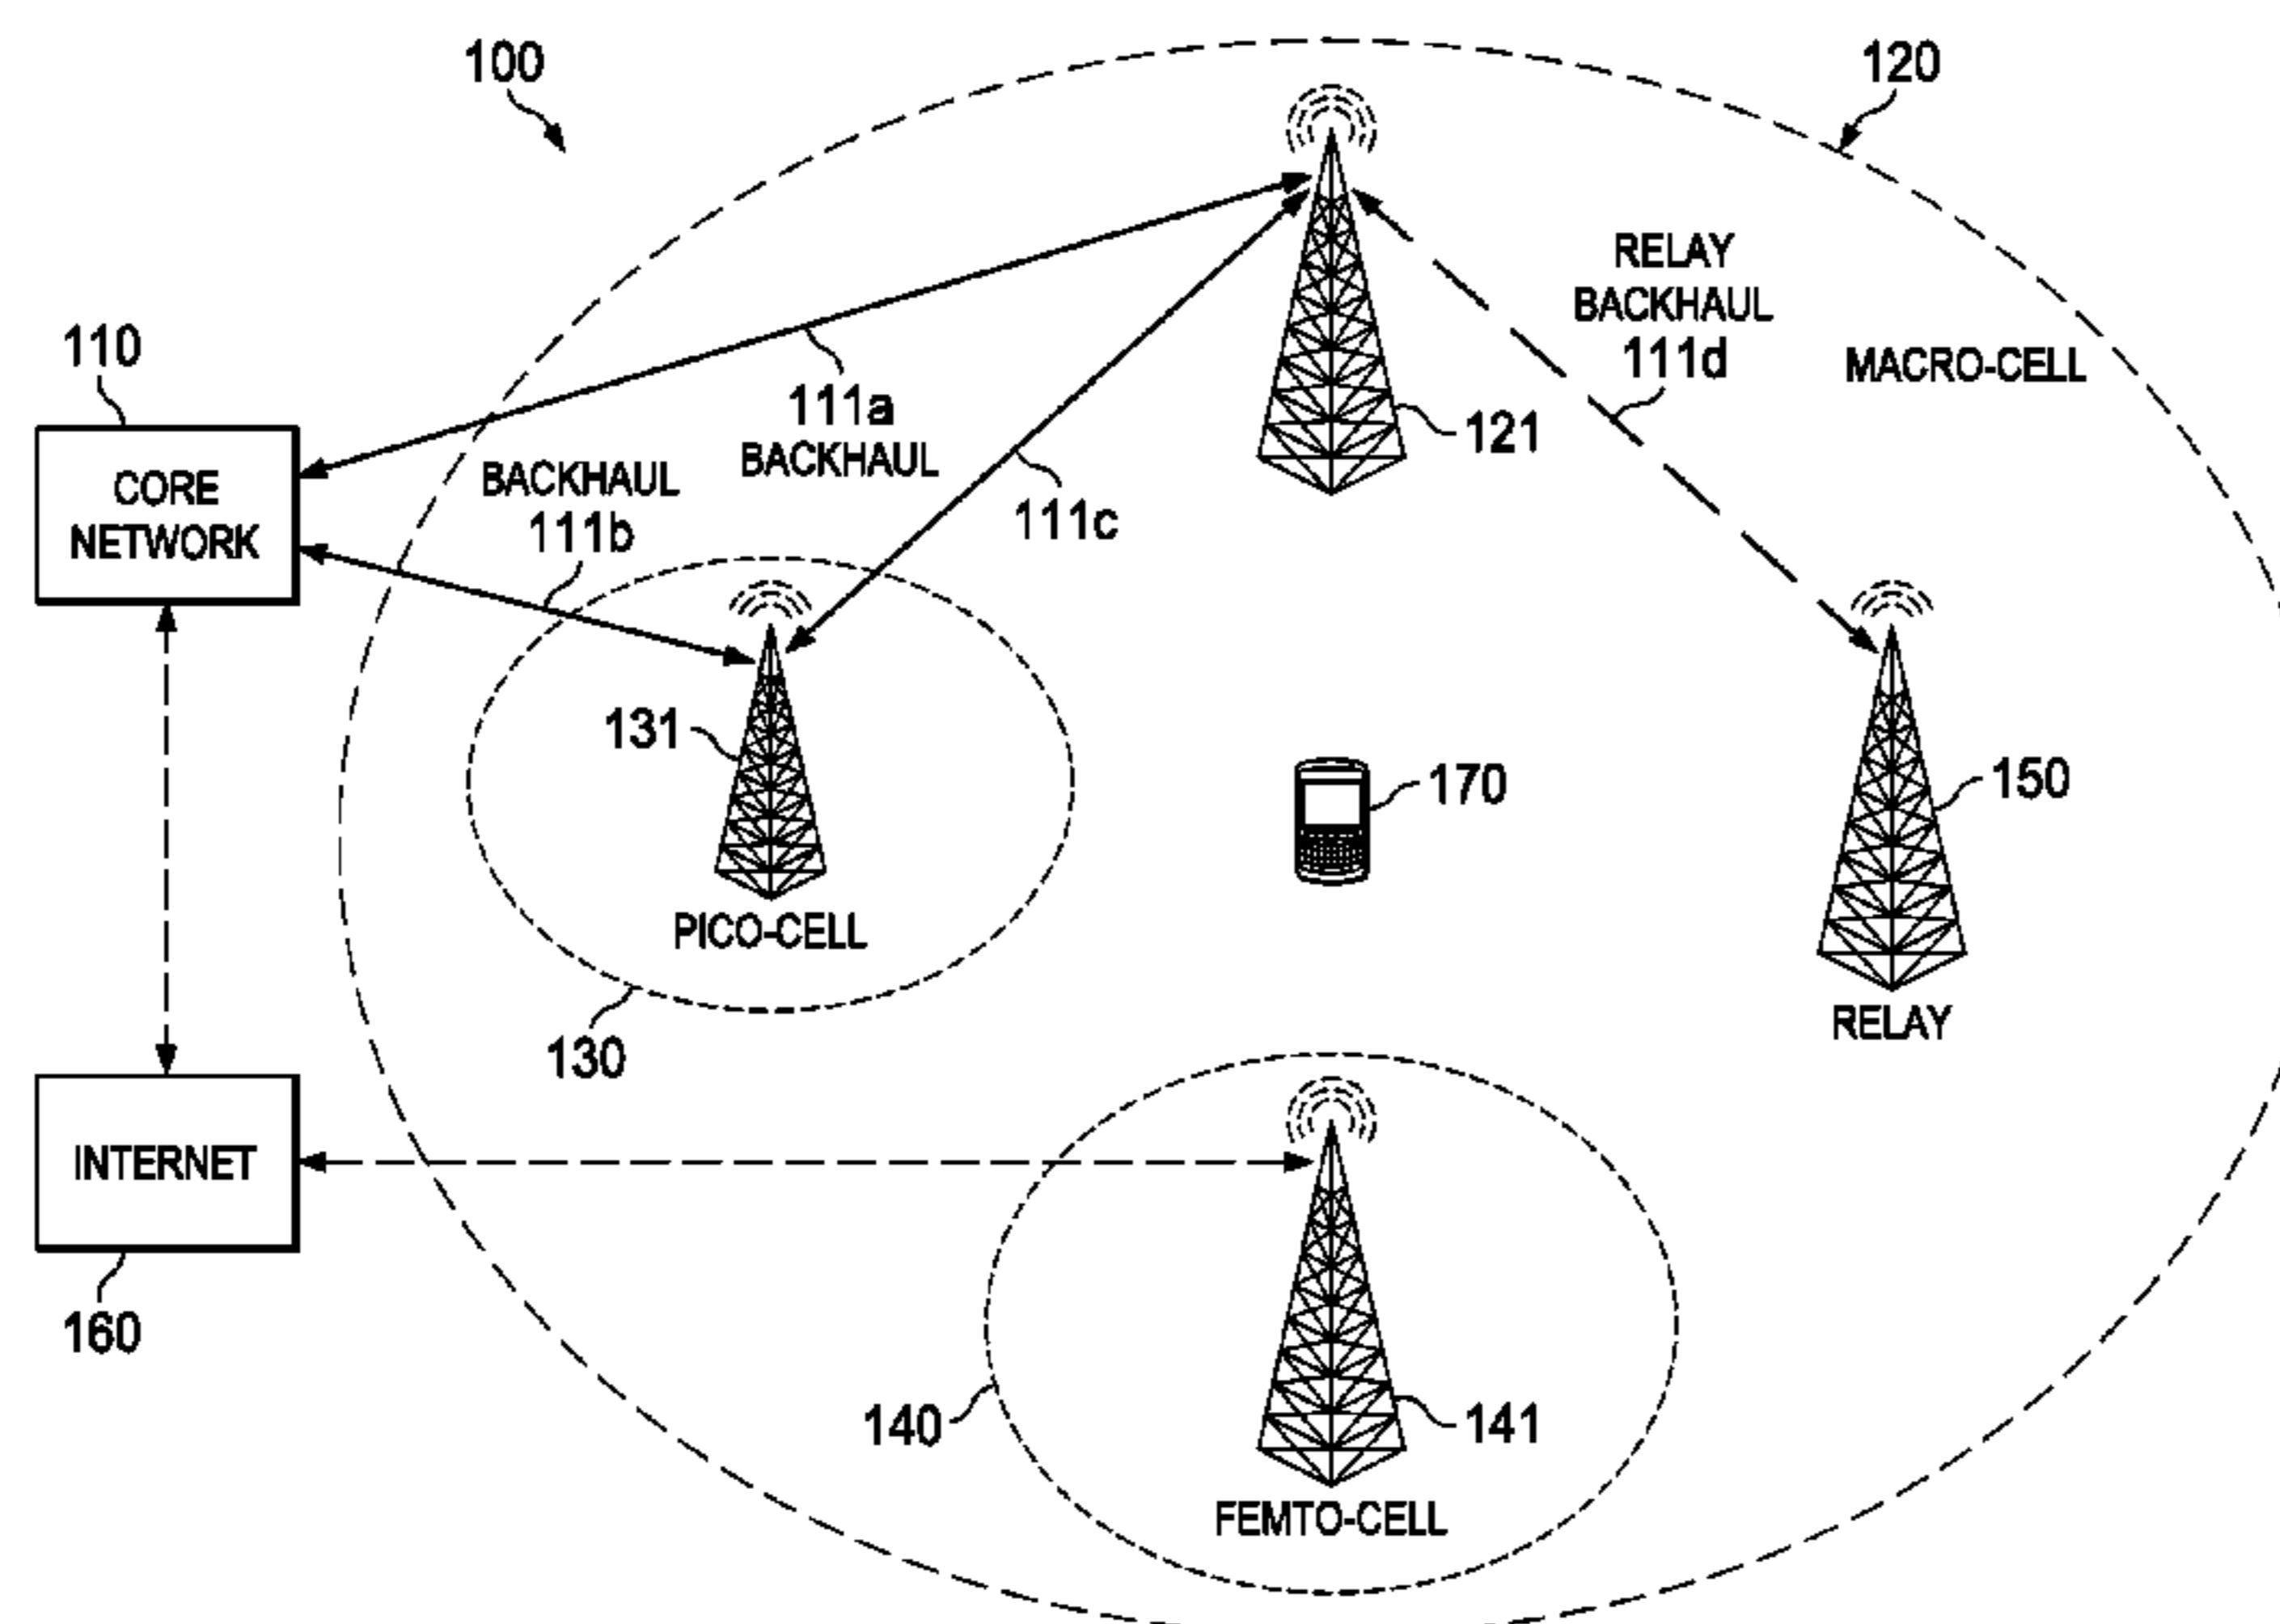 100
120
RELAY
BACKHAUL
111d
MACRO-CELL
110
CORE
NETWORK
111a
BACKHAUL
121
BACKHAUL
111b
111c
131
170
150
PICO-CELL
RELAY
130
INTERNET
160
140
141
FEMTO-CELL